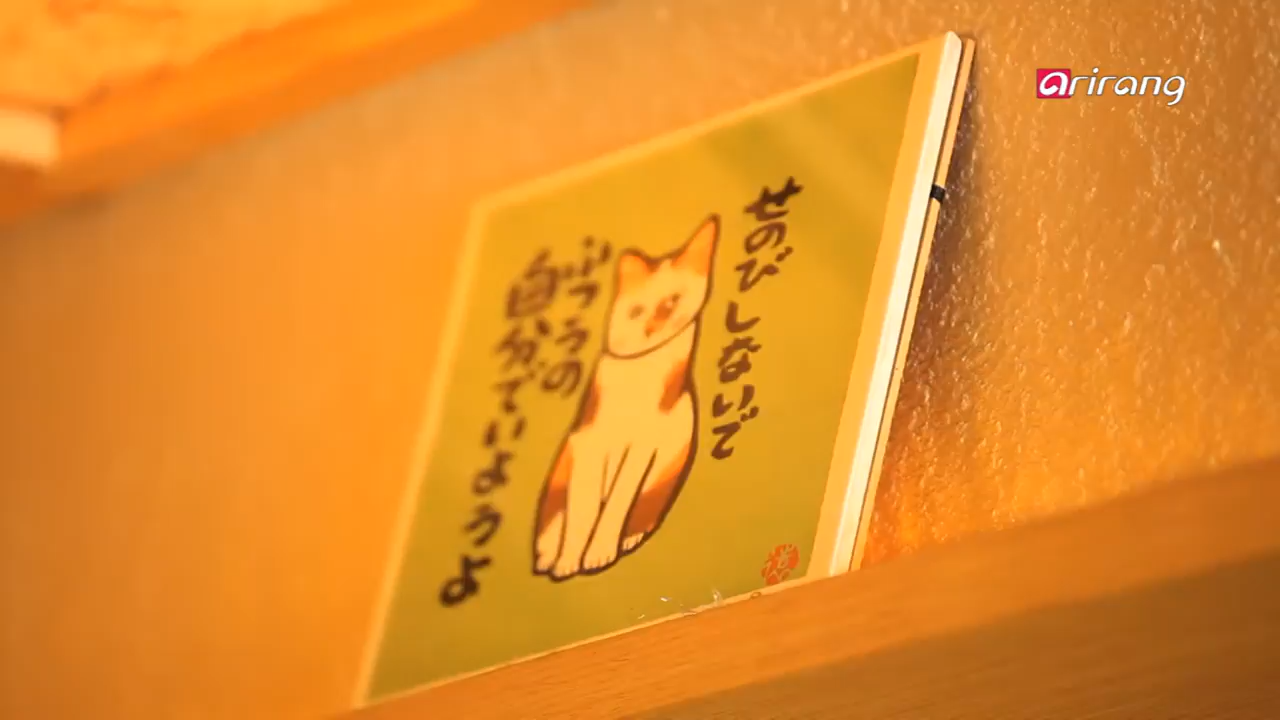 せのびしないで
ふつうの
自分でいようよ
arirang